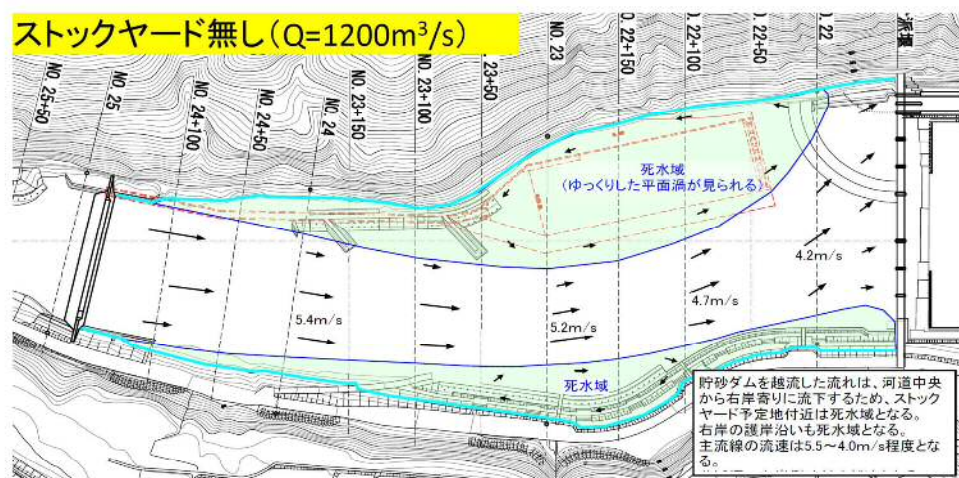 ストックヤード無し(Q=1200m³/s)
NO. 25+50
NO. 25
NO. 24+100
NO. 24+50
NO. 24
NO. 23+150
NO. 23+100
23+50
NO. 23
NO. 22+150
NO. 22+100
22+50
0. 22
死水域
(ゆっくりした平面渦が見られる)
4.2m/s
4.7m/s
5.4m/s
5.2m/s
死水域
貯砂ダムを越流した流れは、河道中央
から右岸寄りに流下するため、ストック
ヤード予定地付近は死水域となる。
右岸の護岸沿いも死水域となる。
主流線の流速は5.5～4.0m/s程度とな
る。